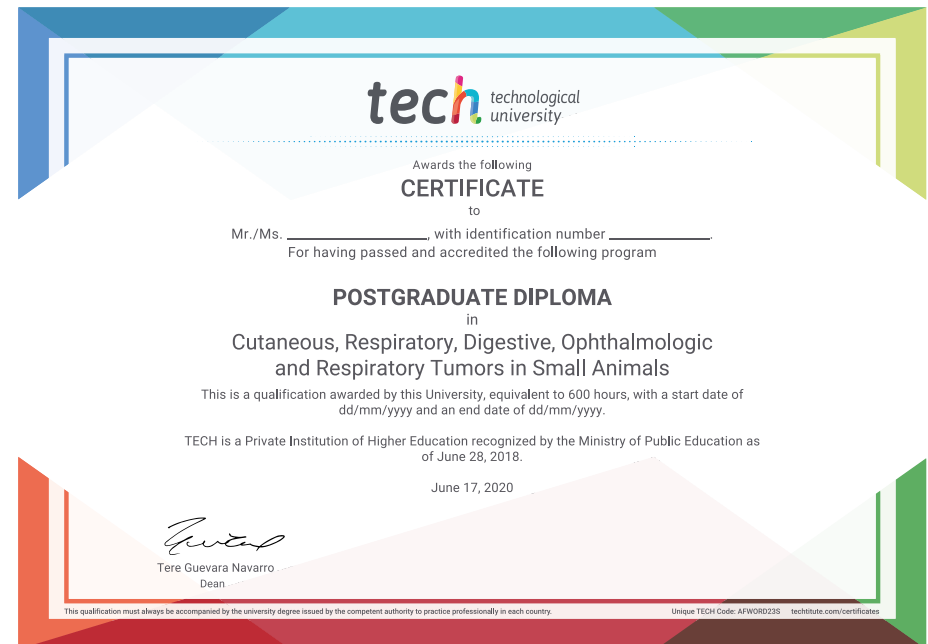 tech technological
university
Awards the following
CERTIFICATE
to
Mr./Ms. ____________________, with identification number ______________.
For having passed and accredited the following program
POSTGRADUATE DIPLOMA
in
Cutaneous, Respiratory, Digestive, Ophthalmologic
and Respiratory Tumors in Small Animals
This is a qualification awarded by this University, equivalent to 600 hours, with a start date of
dd/mm/yyyy and an end date of dd/mm/yyyy.
TECH is a Private Institution of Higher Education recognized by the Ministry of Public Education as
of June 28, 2018.
June 17, 2020
Tere Guevara Navarro
Dean
This qualification must always be accompanied by the university degree issued by the competent authority to practice professionally in each country. Unique TECH Code: AFWORD23S techtitute.com/certificates